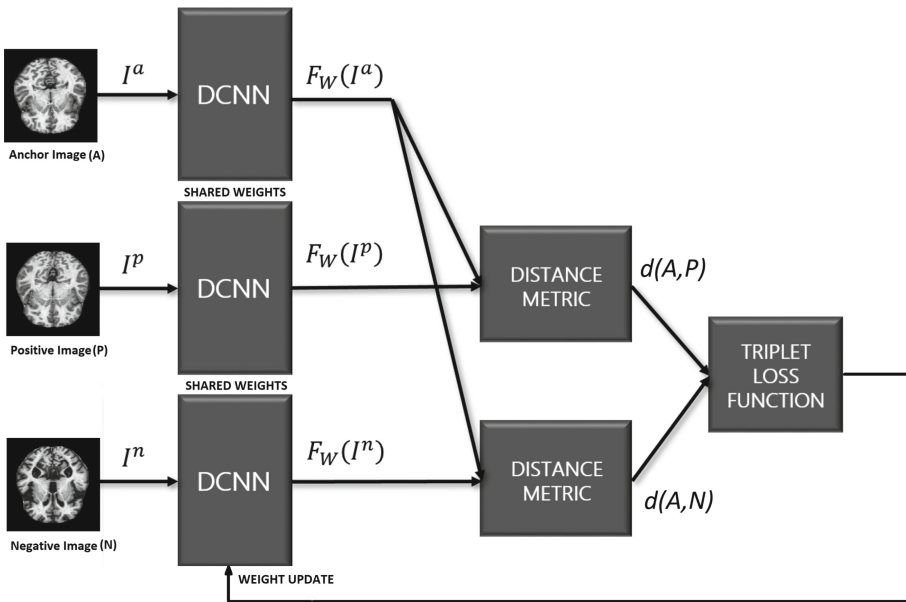 I^a
DCNN
F_W(I^a)
Anchor Image (A)
SHARED WEIGHTS
I^p
DCNN
F_W(I^p)
DISTANCE
METRIC
d(A,P)
Positive Image (P)
TRIPLET
LOSS
FUNCTION
SHARED WEIGHTS
I^n
DCNN
F_W(I^n)
DISTANCE
METRIC
d(A,N)
Negative Image (N)
WEIGHT UPDATE